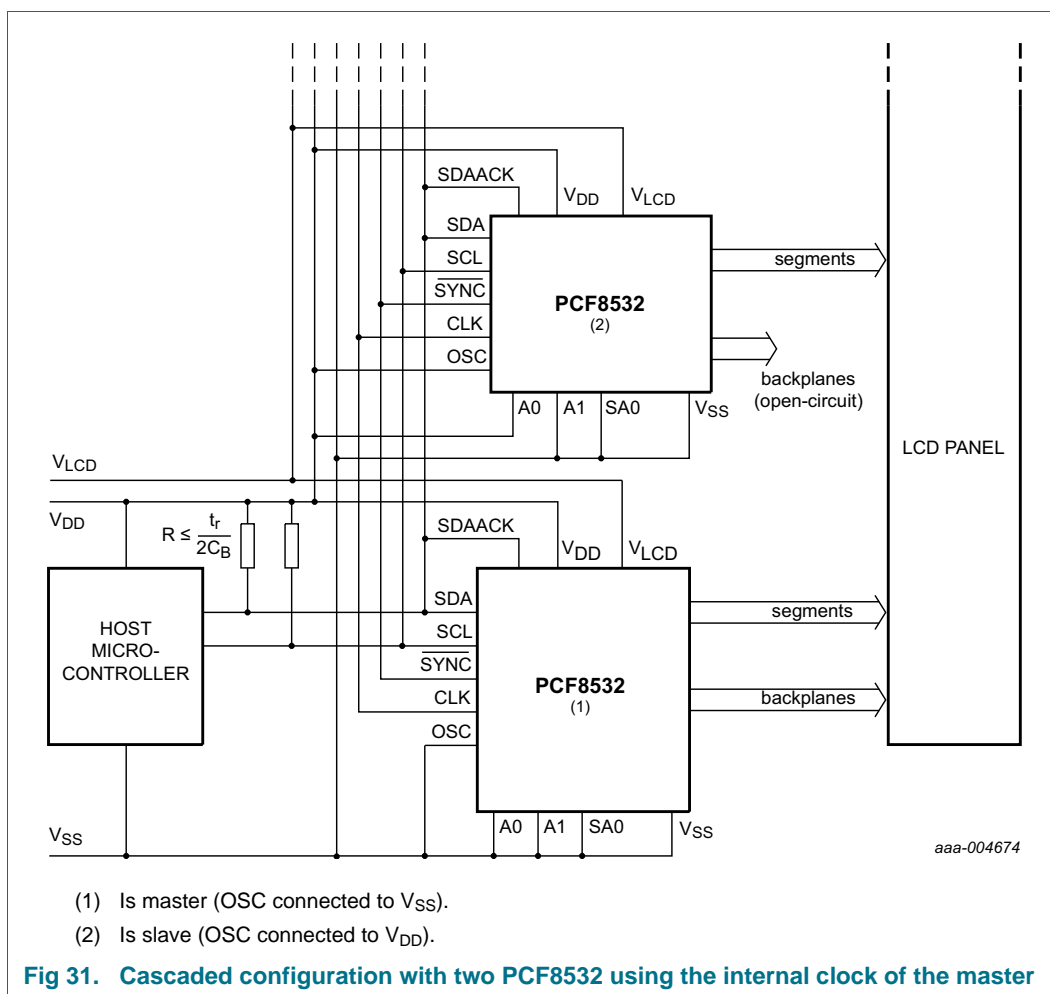 SDAACK
VDD
VLCD
SDA
SCL
SYNC
CLK
OSC
PCF8532
(2)
segments
backplanes
(open-circuit)
A0
A1
SA0
VSS
LCD PANEL
VLCD
VDD
R ≤ tr
2CB
SDAACK
VDD
VLCD
HOST
MICRO-
CONTROLLER
SDA
SCL
SYNC
CLK
OSC
PCF8532
(1)
segments
backplanes
A0
A1
SA0
VSS
VSS
aaa-004674
(1) Is master (OSC connected to VSS).
(2) Is slave (OSC connected to VDD).
Fig 31. Cascaded configuration with two PCF8532 using the internal clock of the master